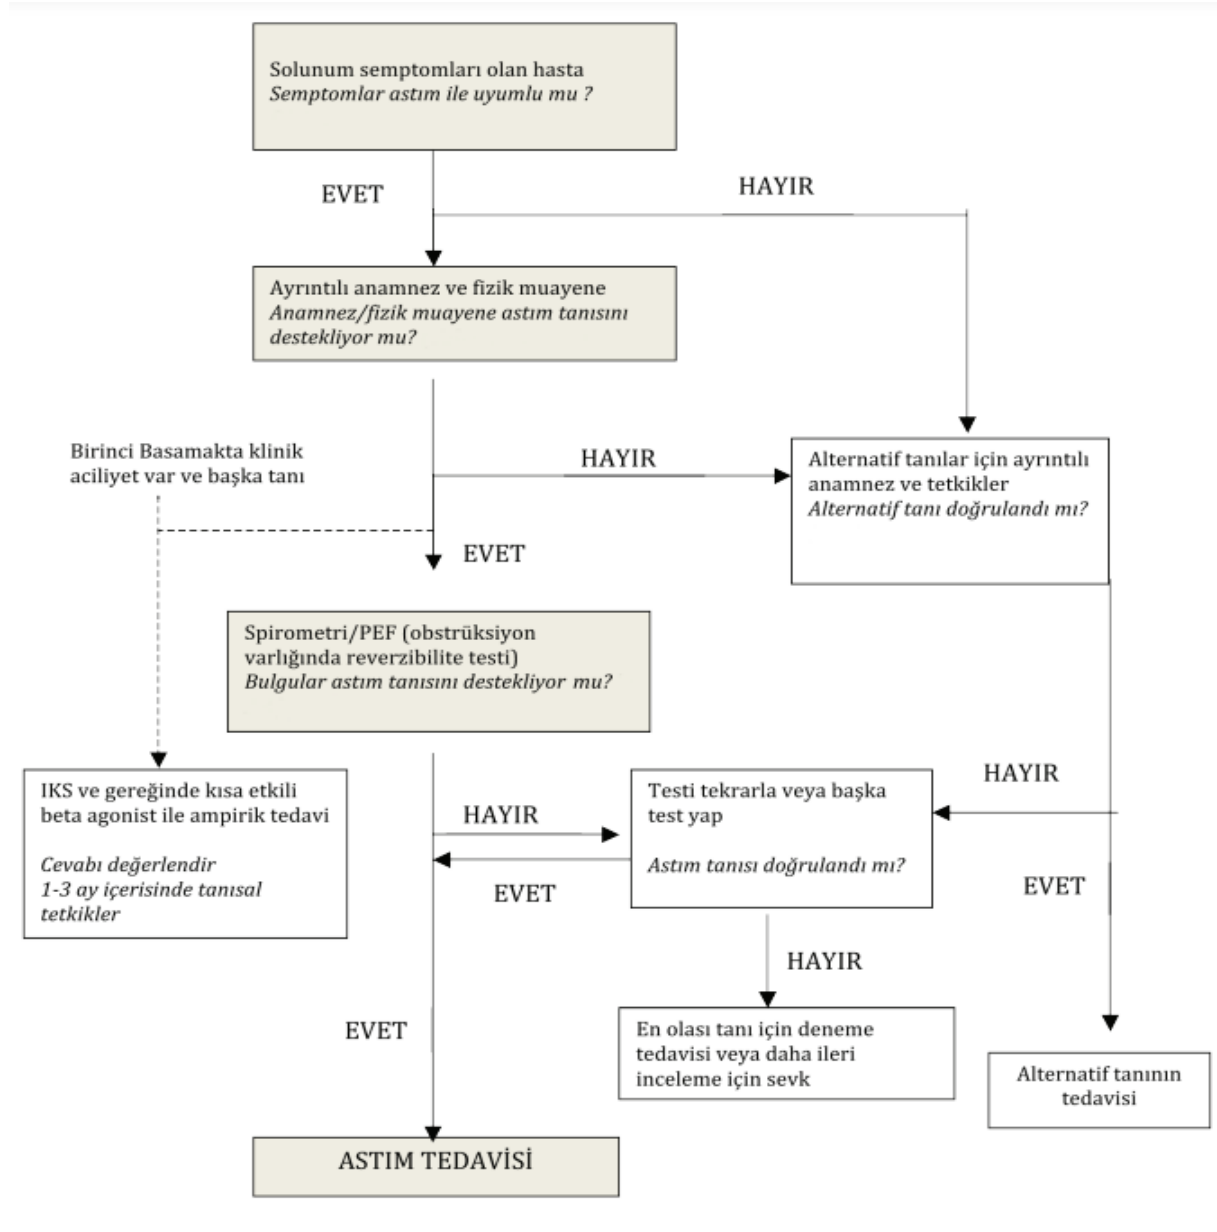 Solunum semptomları olan hasta
Semptomlar astım ile uyumlu mu ?
EVET
HAYIR
Ayrıntılı anamnez ve fizik muayene
Anamnez/fizik muayene astım tanısını
destekliyor mu?
Birinci Basamakta klinik
aciliyet var ve başka tanı
HAYIR
Alternatif tanılar için ayrıntılı
anamnez ve tetkikler
Alternatif tanı doğrulandı mı?
EVET
Spirometri/PEF (obstrüksiyon
varlığında reverzibilite testi)
Bulgular astım tanısını destekliyor mu?
IKS ve gereğinde kısa etkili
beta agonist ile ampirik tedavi
Cevabı değerlendir
1-3 ay içerisinde tanısal
tetkikler
HAYIR
EVET
Testi tekrarla veya başka
test yap
Astım tanısı doğrulandı mı?
HAYIR
EVET
HAYIR
EVET
En olası tanı için deneme
tedavisi veya daha ileri
inceleme için sevk
Alternatif tanının
tedavisi
ASTIM TEDAVİSİ